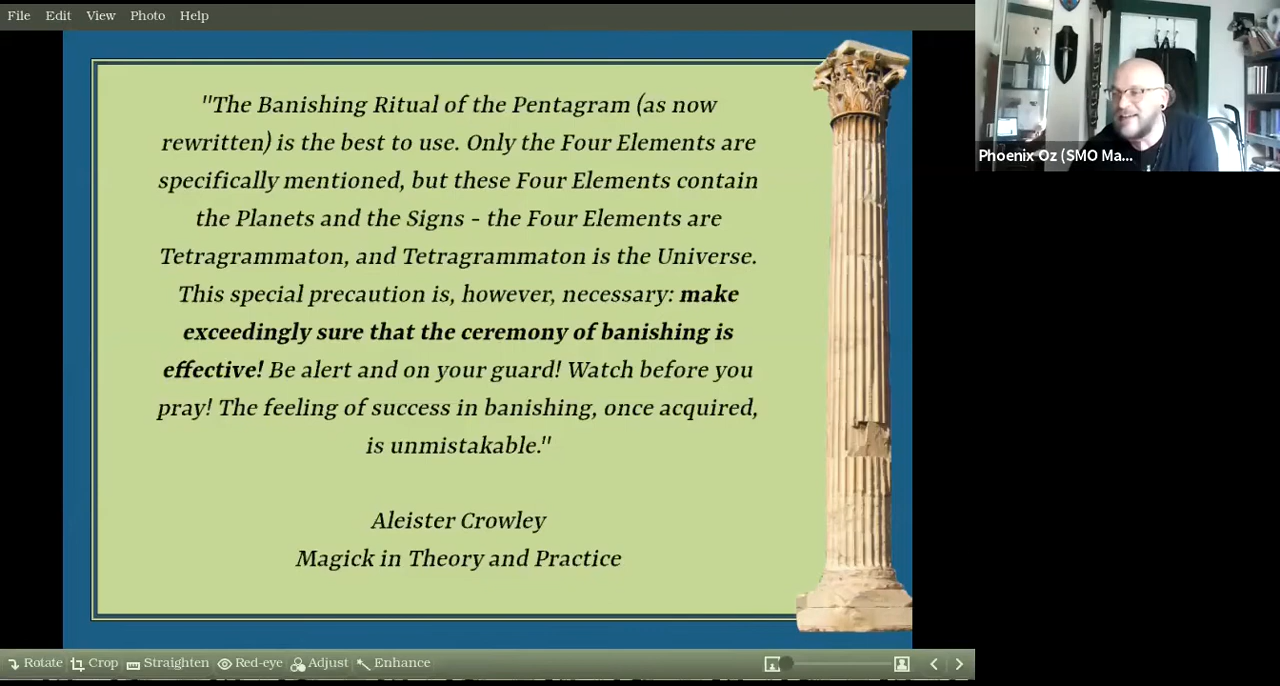 File Edit View Photo Help
"The Banishing Ritual of the Pentagram (as now
rewritten) is the best to use. Only the Four Elements are
specifically mentioned, but these Four Elements contain
the Planets and the Signs - the Four Elements are
Tetragrammaton, and Tetragrammaton is the Universe.
This special precaution is, however, necessary: make
exceedingly sure that the ceremony of banishing is
effective! Be alert and on your guard! Watch before you
pray! The feeling of success in banishing, once acquired,
is unmistakable."
Aleister Crowley
Magick in Theory and Practice
Phoenix Oz (SMO Ma...
Rotate Crop Straighten Red-eye Adjust Enhance